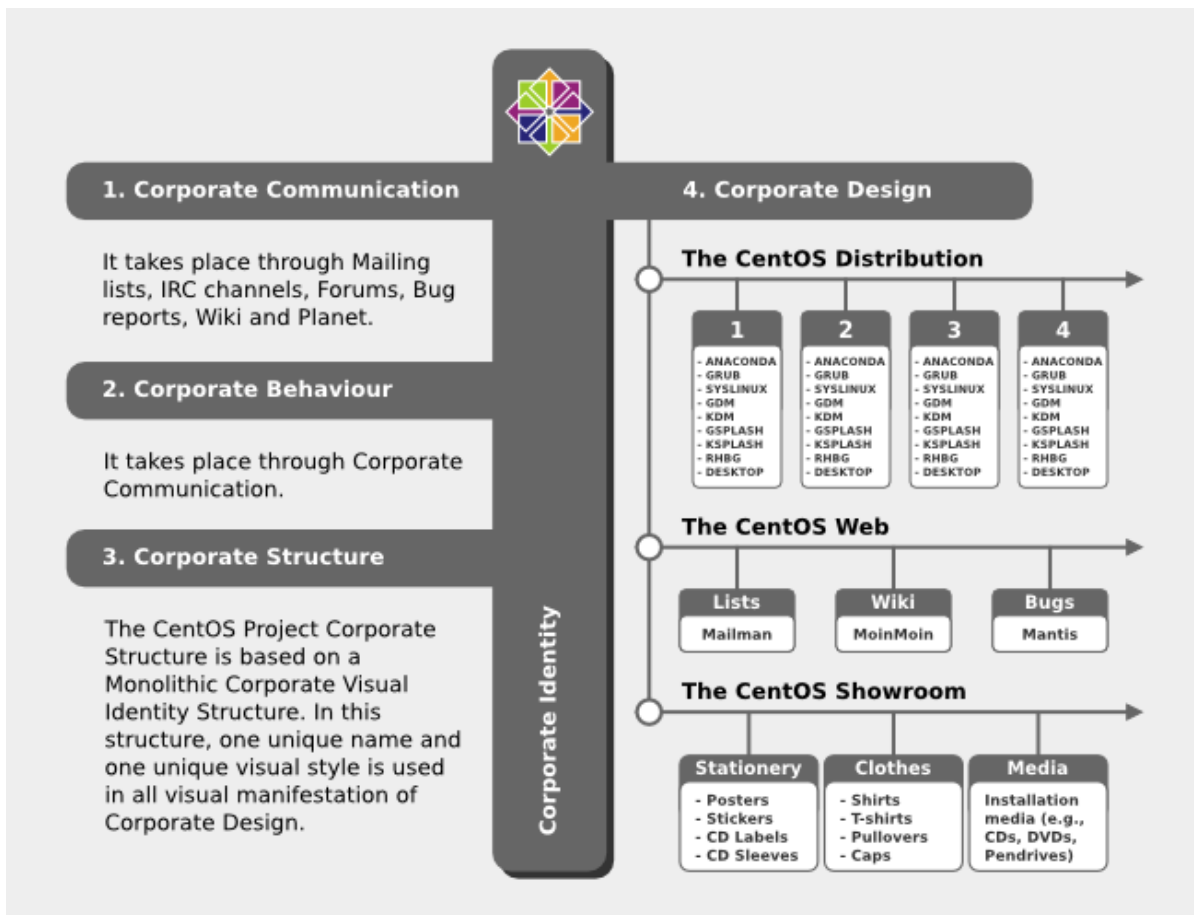 1. Corporate Communication
It takes place through Mailing
lists, IRC channels, Forums, Bug
reports, Wiki and Planet.
2. Corporate Behaviour
It takes place through Corporate
Communication.
3. Corporate Structure
The CentOS Project Corporate
Structure is based on a
Monolithic Corporate Visual
Identity Structure. In this
structure, one unique name and
one unique visual style is used
in all visual manifestation of
Corporate Design.
Corporate Identity
4. Corporate Design
The CentOS Distribution
1
- ANACONDA
- GRUB
- SYSLINUX
- GDM
- KDM
- GSPLASH
- KSPLASH
- RHBG
- DESKTOP
2
- ANACONDA
- GRUB
- SYSLINUX
- GDM
- KDM
- GSPLASH
- KSPLASH
- RHBG
- DESKTOP
3
- ANACONDA
- GRUB
- SYSLINUX
- GDM
- KDM
- GSPLASH
- KSPLASH
- RHBG
- DESKTOP
4
- ANACONDA
- GRUB
- SYSLINUX
- GDM
- KDM
- GSPLASH
- KSPLASH
- RHBG
- DESKTOP
The CentOS Web
Lists
Mailman
Wiki
MoinMoin
Bugs
Mantis
The CentOS Showroom
Stationery
- Posters
- Stickers
- CD Labels
- CD Sleeves
Clothes
- Shirts
- T-shirts
- Pullovers
- Caps
Media
Installation
media (e.g.,
CDs, DVDs,
Pendrives)